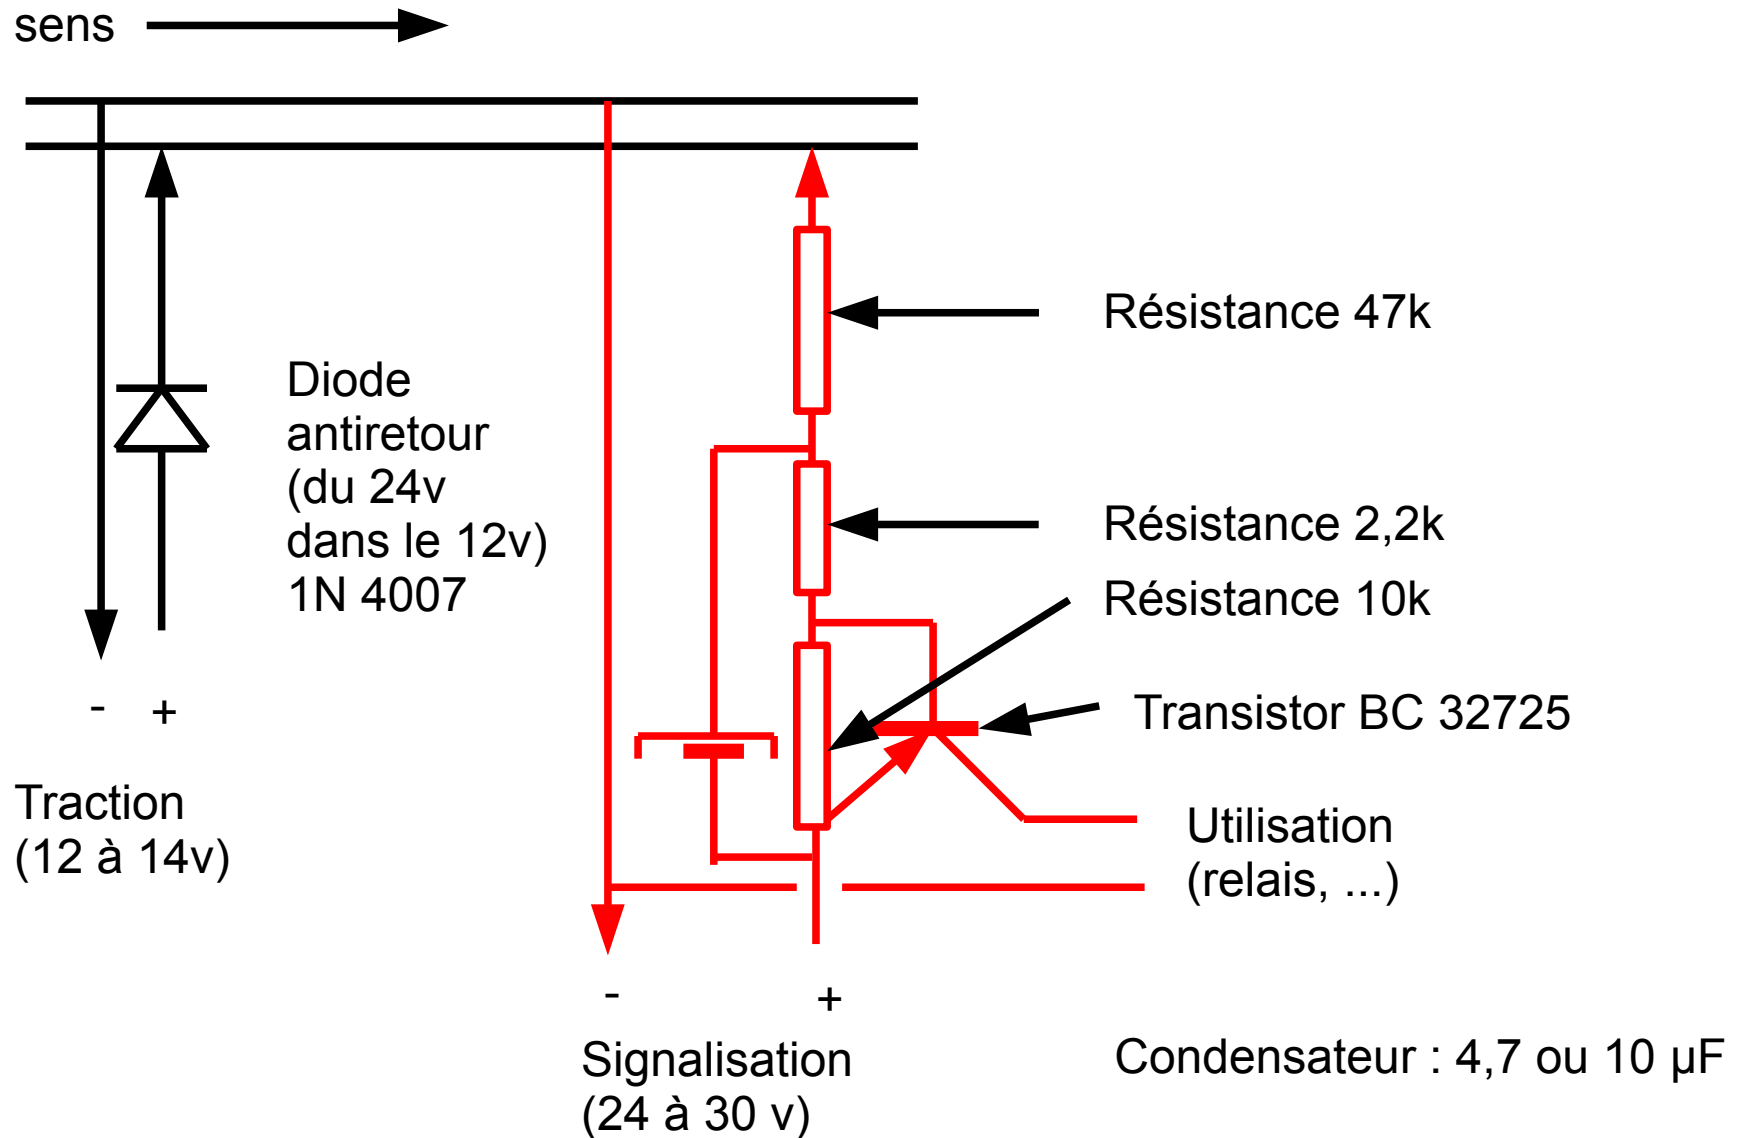 sens
Résistance 47k
Diode
antiretour
(du 24v
dans le 12v)
1N 4007
Résistance 2,2k
Résistance 10k
- +
Transistor BC 32725
Traction
(12 à 14v)
Utilisation
(relais, ...)
- +
Signalisation
(24 à 30 v)
Condensateur : 4,7 ou 10 µF